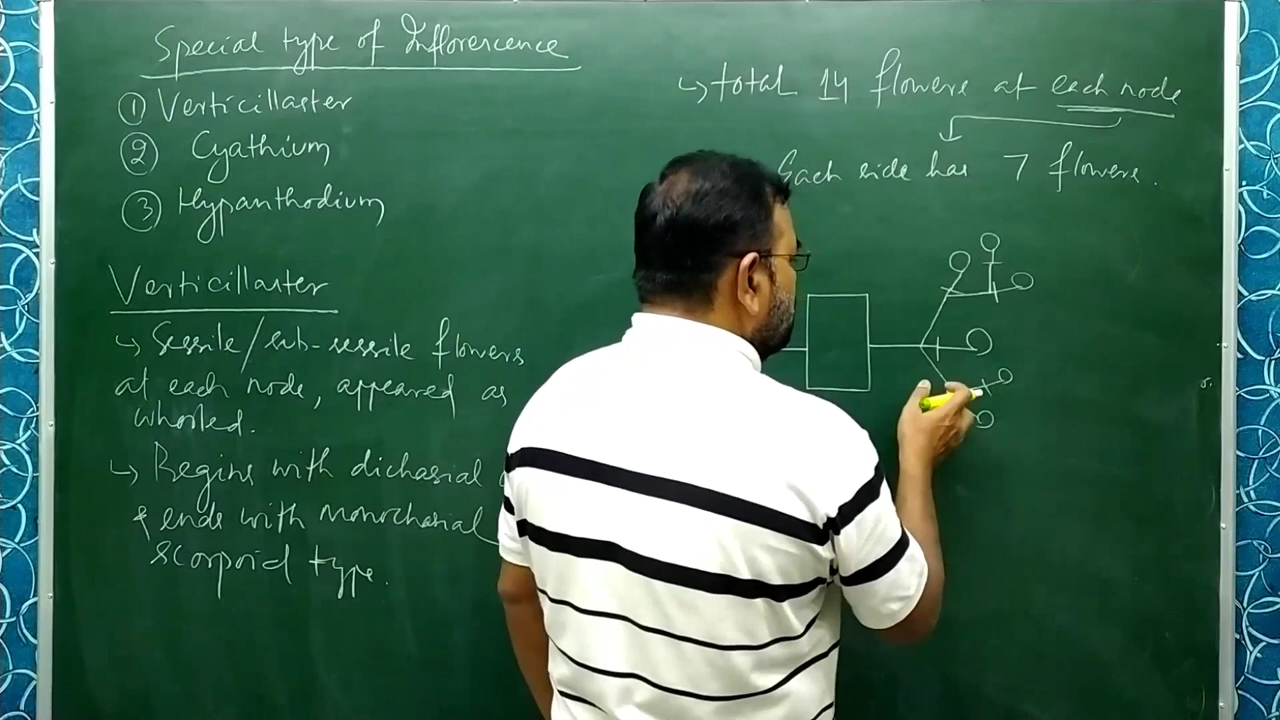 Special type of Inflorescence
① Verticillaster
② Cyathium
③ Hypanthodium
Verticillaster
↳ Sessile/sub-sessile flowers
at each node, appeared as
whorled.
↳ Begins with dichasial
& ends with Monochasial
scorpoid type.
↳ total 14 flowers at each node
Each side has 7 flowers.